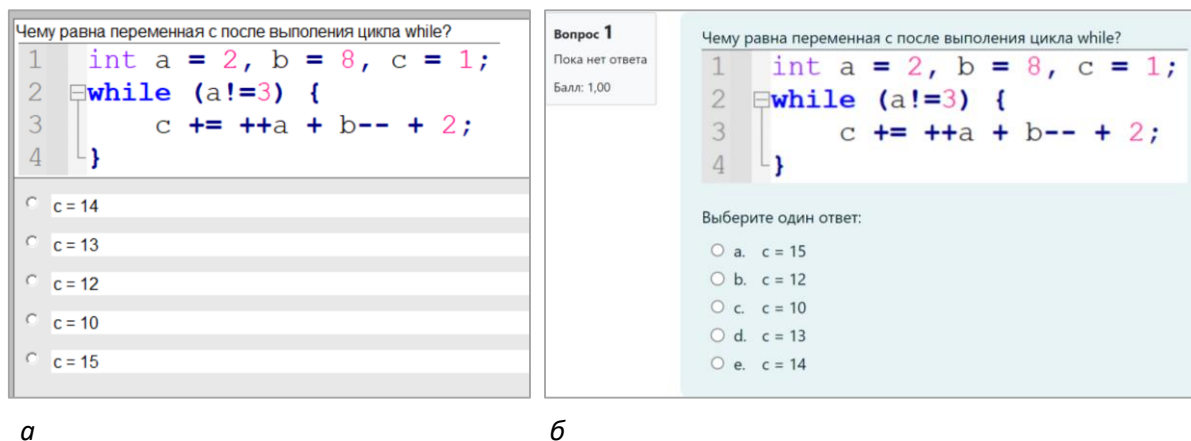 Чему равна переменная с после выполения цикла while?
1 int a = 2, b = 8, c = 1;
2 while (a!=3) {
3 c += ++a + b-- + 2;
4 }
c = 14
c = 13
c = 12
c = 10
c = 15
а
Вопрос 1
Пока нет ответа
Балл: 1,00
Чему равна переменная с после выполения цикла while?
1 int a = 2, b = 8, c = 1;
2 while (a!=3) {
3 c += ++a + b-- + 2;
4 }
Выберите один ответ:
a. c = 15
b. c = 12
c. c = 10
d. c = 13
e. c = 14
б